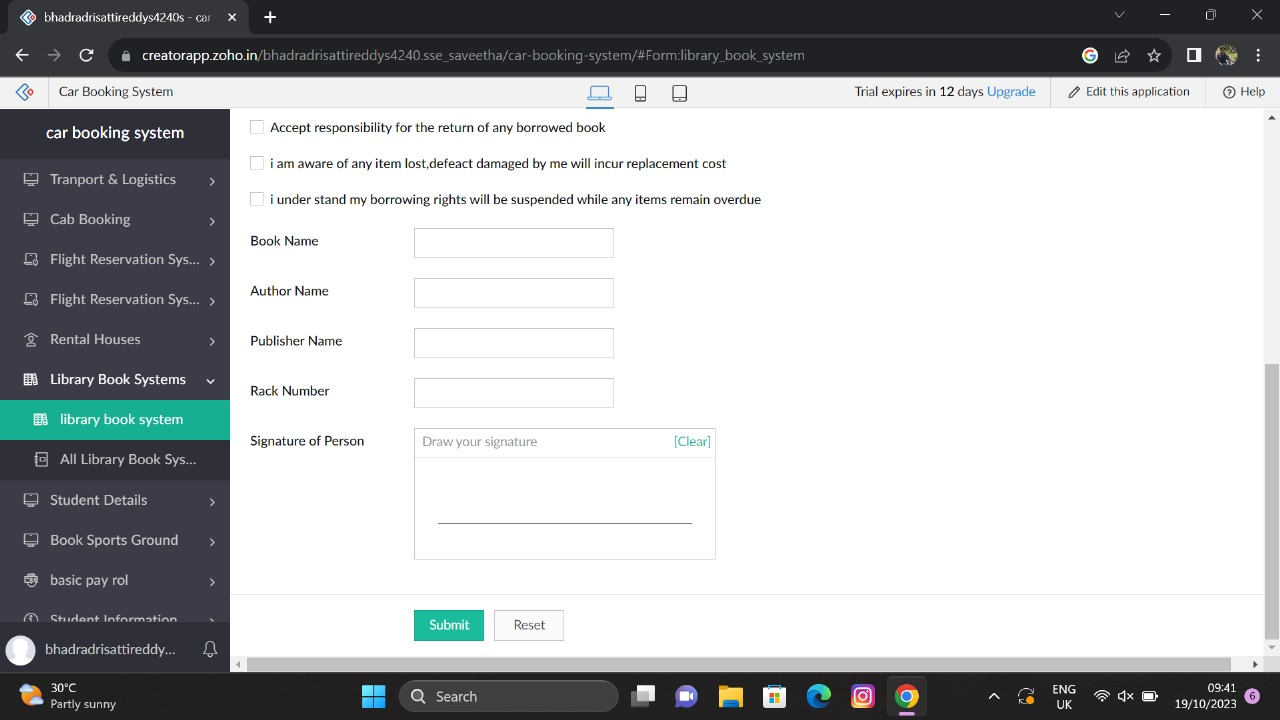 bhadradrisattireddys4240s - car
creatorapp.zoho.in/bhadradrisattireddys4240.sse_saveetha/car-booking-system/#Form:library_book_system
Car Booking System
Trial expires in 12 days Upgrade
Edit this application
Help
car booking system
Tranport & Logistics
Cab Booking
Flight Reservation Sys...
Flight Reservation Sys...
Rental Houses
Library Book Systems
library book system
All Library Book Sys...
Student Details
Book Sports Ground
basic pay rol
Student Information
bhadradrisattireddy...
Accept responsibility for the return of any borrowed book
i am aware of any item lost,defeact damaged by me will incur replacement cost
i under stand my borrowing rights will be suspended while any items remain overdue
Book Name
Author Name
Publisher Name
Rack Number
Signature of Person
Draw your signature
[Clear]
Submit
Reset
30°C
Partly sunny
Search
ENG
UK
09:41
19/10/2023
6